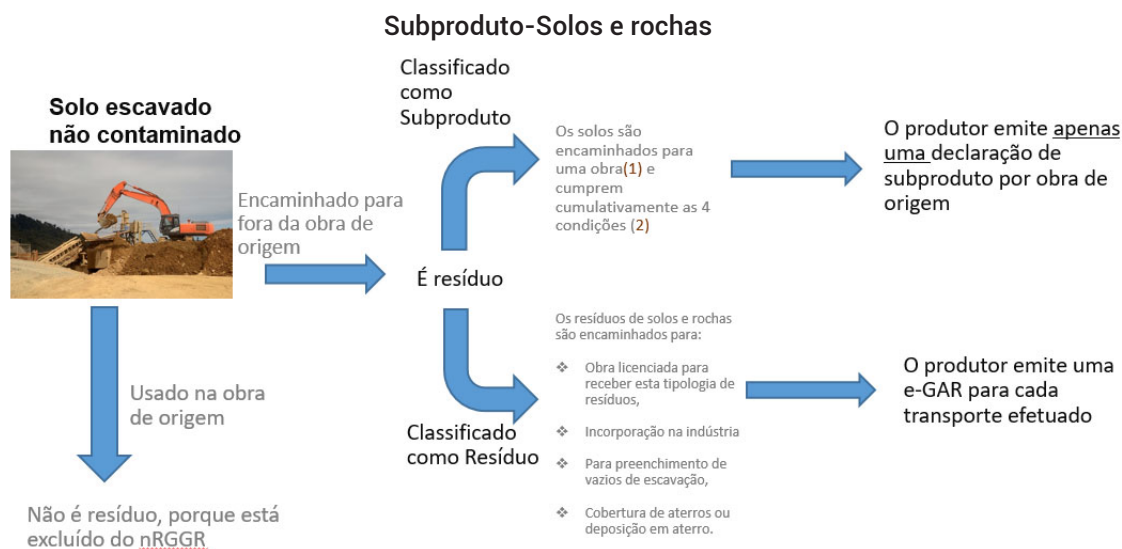 Subproduto-Solos e rochas
Solo escavado
não contaminado
Encaminhado para
fora da obra de
origem
Usado na obra
de origem
Não é resíduo, porque está
excluído do nRGGR
É resíduo
Classificado
como
Subproduto
Os solos são
encaminhados para
uma obra(1) e
cumprem
cumulativamente as 4
condições (2)
O produtor emite apenas
uma declaração de
subproduto por obra de
origem
Classificado
como Resíduo
Os resíduos de solos e rochas
são encaminhados para:
❖ Obra licenciada para
receber esta tipologia de
resíduos,
❖ Incorporação na indústria
❖ Para preenchimento de
vazios de escavação,
❖ Cobertura de aterros ou
deposição em aterro.
O produtor emite uma
e-GAR para cada
transporte efetuado